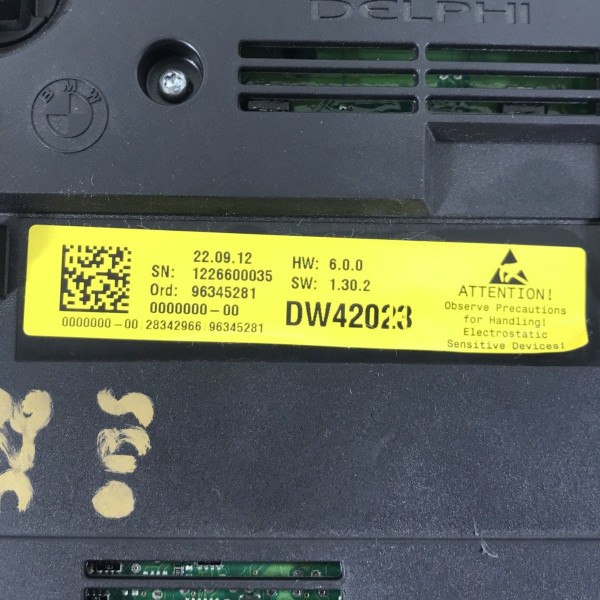 DELPHI
BMW
22.09.12
SN: 1226600035
Ord: 96345281
0000000-00
0000000-00/28342966/96345281
HW: 6.0.0
SW: 1.30.2
DW42023
ATTENTION!
Observe Precautions
for Handling!
Electrostatic
Sensitive Devices!